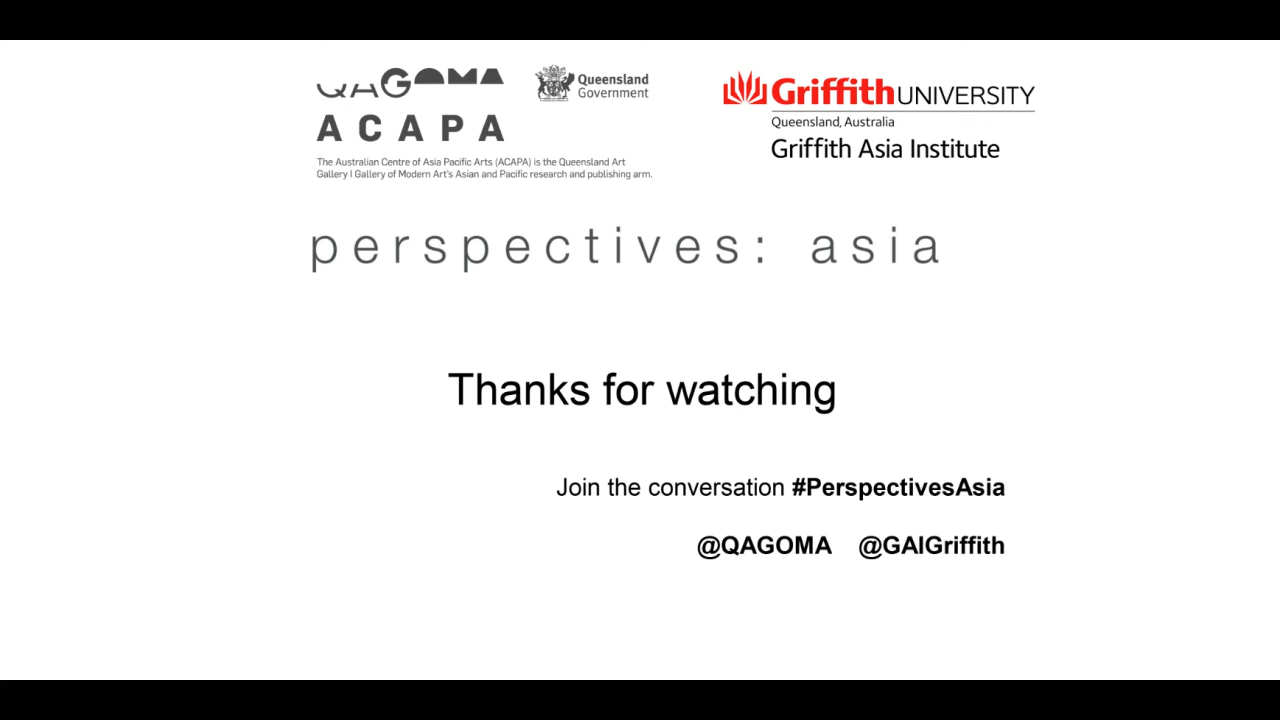 QAGOMA
ACAPA
Queensland
Government
The Australian Centre of Asia Pacific Arts (ACAPA) is the Queensland Art
Gallery I Gallery of Modern Art's Asian and Pacific research and publishing arm.
Griffith UNIVERSITY
Queensland, Australia
Griffith Asia Institute
perspectives: asia
Thanks for watching
Join the conversation #PerspectivesAsia
@QAGOMA @GAIGriffith